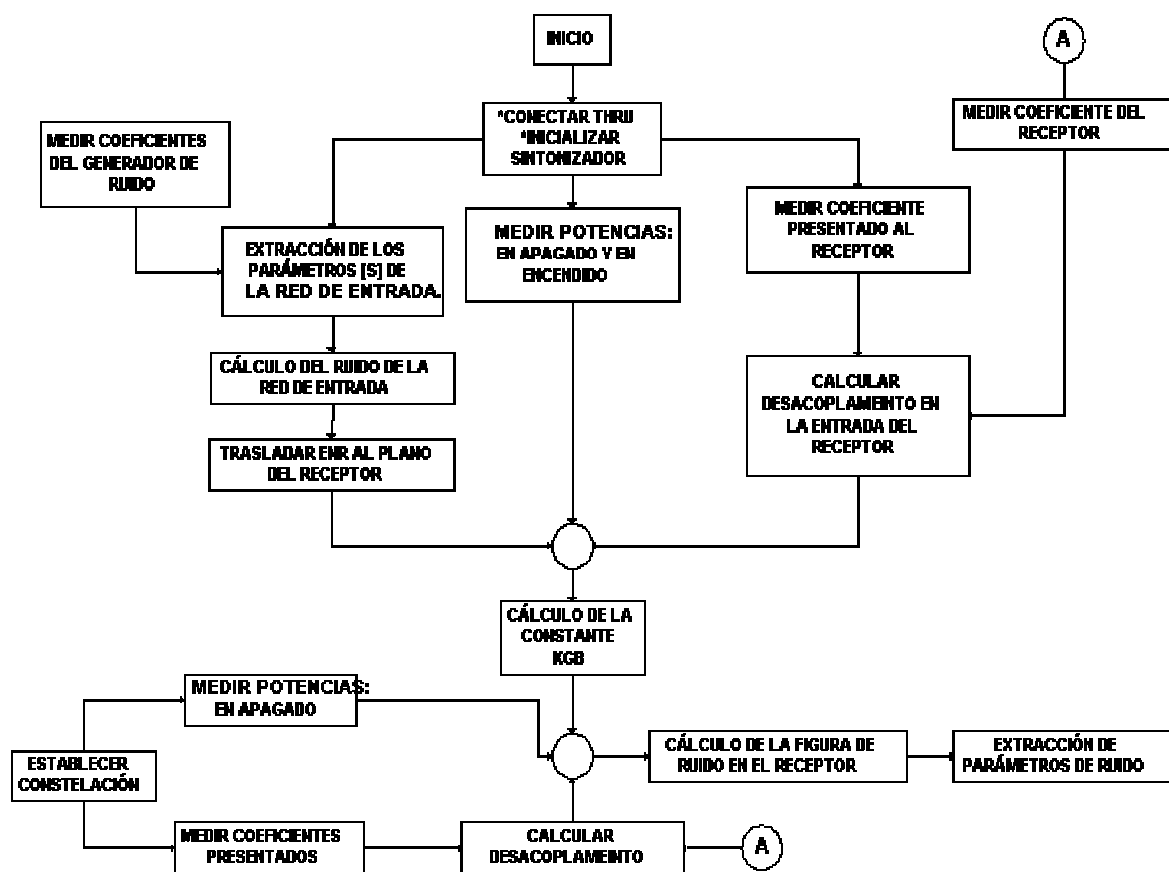 INICIO
A
*CONECTAR THRU
*INICIALIZAR
SINTONIZADOR
MEDIR COEFICIENTE DEL
RECEPTOR
MEDIR COEFICIENTES
DEL GENERADOR DE
RUIDO
EXTRACCIÓN DE LOS
PARÁMETROS [S] DE
LA RED DE ENTRADA.
MEDIR POTENCIAS:
EN APAGADO Y EN
ENCENDIDO
MEDIR COEFICIENTE
PRESENTADO AL
RECEPTOR
CÁLCULO DEL RUIDO DE LA
RED DE ENTRADA
CALCULAR
DESACOPLAMEINTO EN
LA ENTRADA DEL
RECEPTOR
TRASLADAR ENR AL PLANO
DEL RECEPTOR
CÁLCULO DE LA
CONSTANTE
KGB
MEDIR POTENCIAS:
EN APAGADO
ESTABLECER
CONSTELACIÓN
CÁLCULO DE LA FIGURA DE
RUIDO EN EL RECEPTOR
EXTRACCIÓN DE
PARÁMETROS DE RUIDO
MEDIR COEFICIENTES
PRESENTADOS
CALCULAR
DESACOPLAMEINTO
A